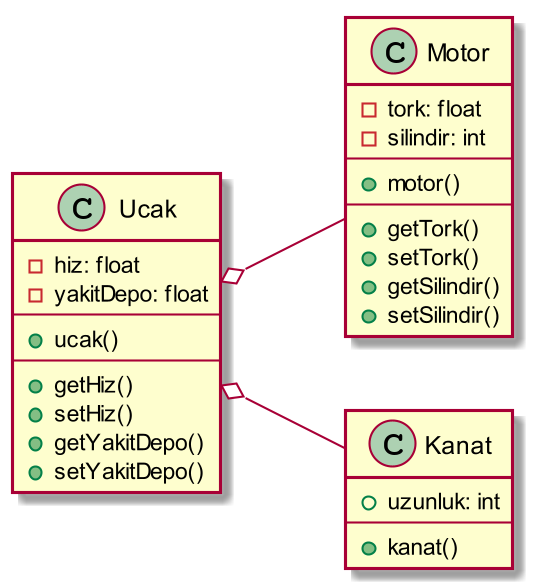 C Ucak
hiz: float
yakitDepo: float
ucak()
getHiz()
setHiz()
getYakitDepo()
setYakitDepo()
C Motor
tork: float
silindir: int
motor()
getTork()
setTork()
getSilindir()
setSilindir()
C Kanat
uzunluk: int
kanat()